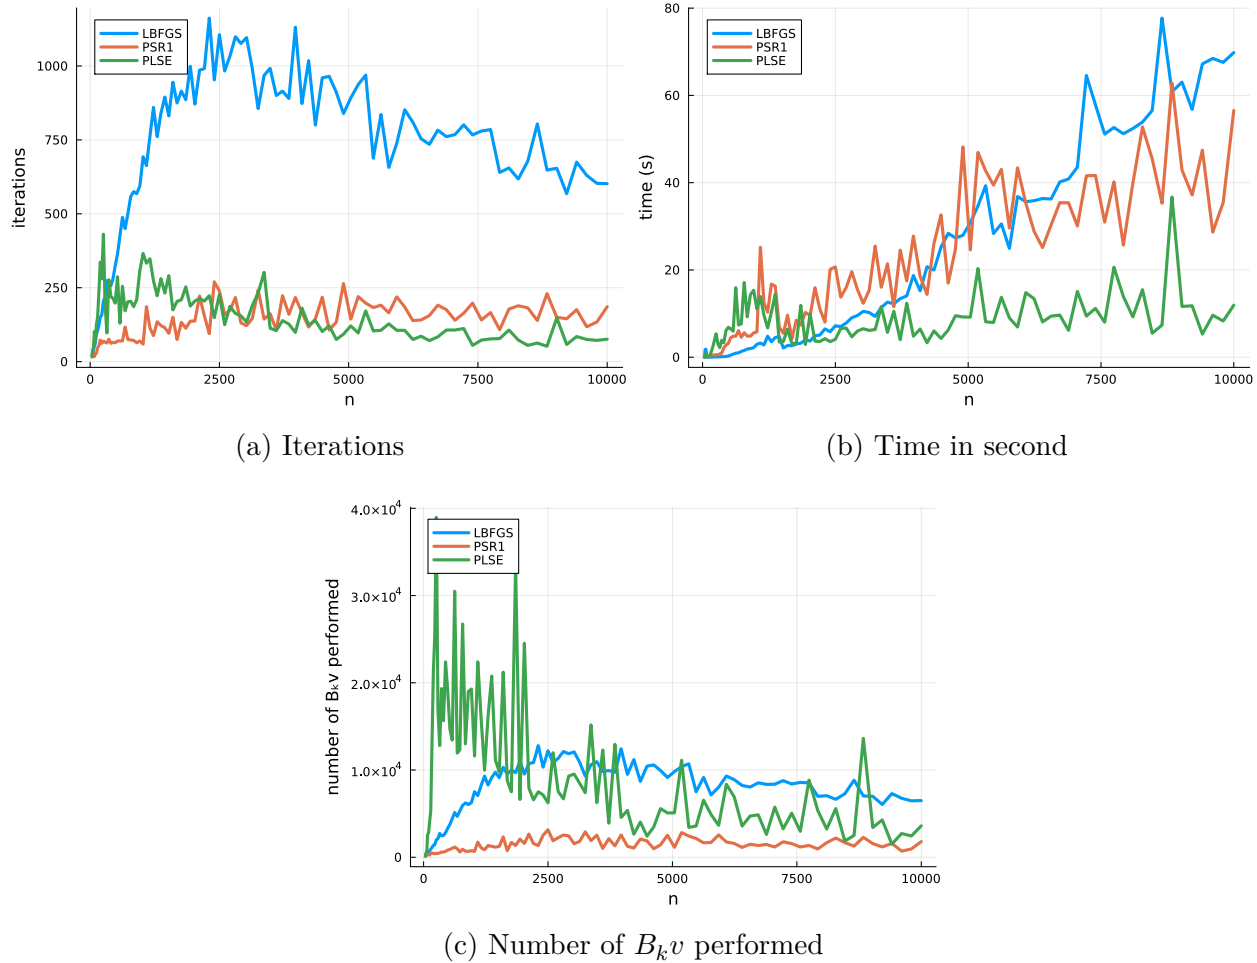 LBFGS
PSR1
PLSE
1000
750
500
250
0
iterations
0
2500
5000
7500
10000
n
(a) Iterations
LBFGS
PSR1
PLSE
80
60
40
20
0
time (s)
0
2500
5000
7500
10000
n
(b) Time in second
LBFGS
PSR1
PLSE
4.0×10⁴
3.0×10⁴
2.0×10⁴
1.0×10⁴
0
number of Bₖv performed
0
2500
5000
7500
10000
n
(c) Number of Bₖv performed